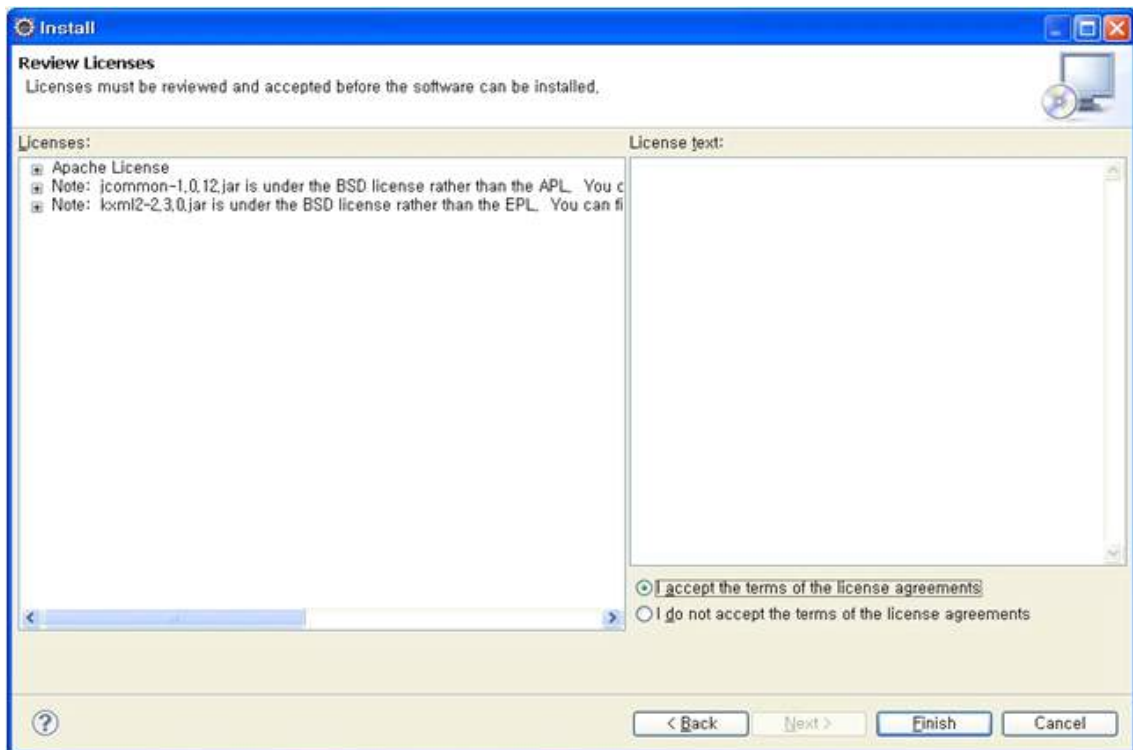 Install
Review Licenses
Licenses must be reviewed and accepted before the software can be installed.
Licenses:
Apache License
Note: jcommon-1.0.12.jar is under the BSD license rather than the APL. You c
Note: kxml2-2.3.0.jar is under the BSD license rather than the EPL. You can fi
License text:
I accept the terms of the license agreements
I do not accept the terms of the license agreements
?
< Back
Next >
Finish
Cancel